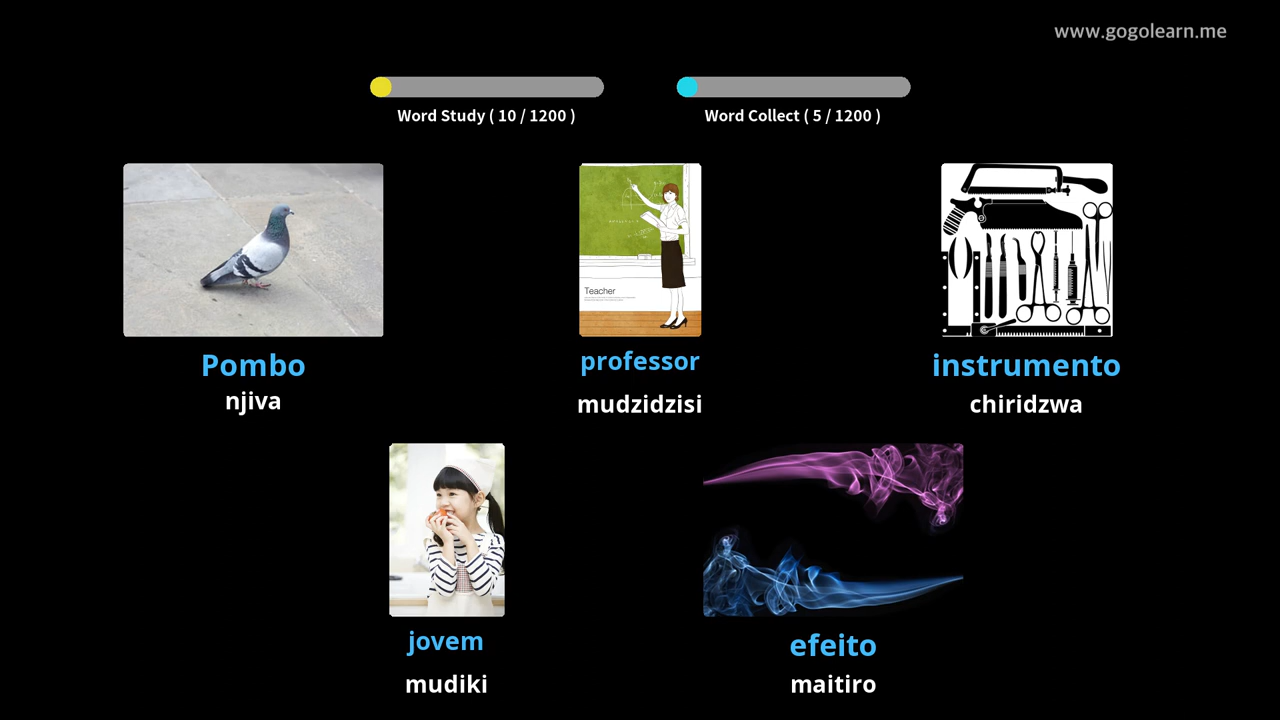 www.gogolearn.me
Word Study ( 10 / 1200 )
Word Collect ( 5 / 1200 )
Teacher
Pombo
njiva
professor
mudzidzisi
instrumento
chiridzwa
jovem
mudiki
efeito
maitiro